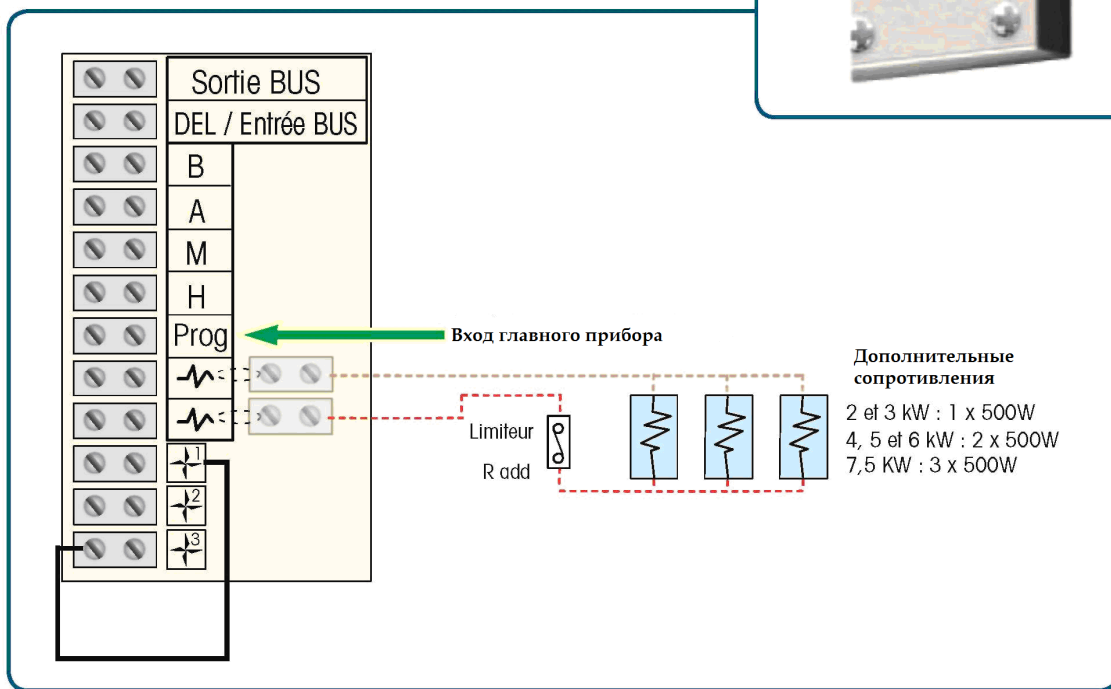 Sortie BUS
DEL / Entrée BUS
B
A
M
H
Prog
Вход главного прибора
1
2
3
Limiteur
R add
Дополнительные
сопротивления
2 et 3 kW : 1 x 500W
4, 5 et 6 kW : 2 x 500W
7,5 KW : 3 x 500W